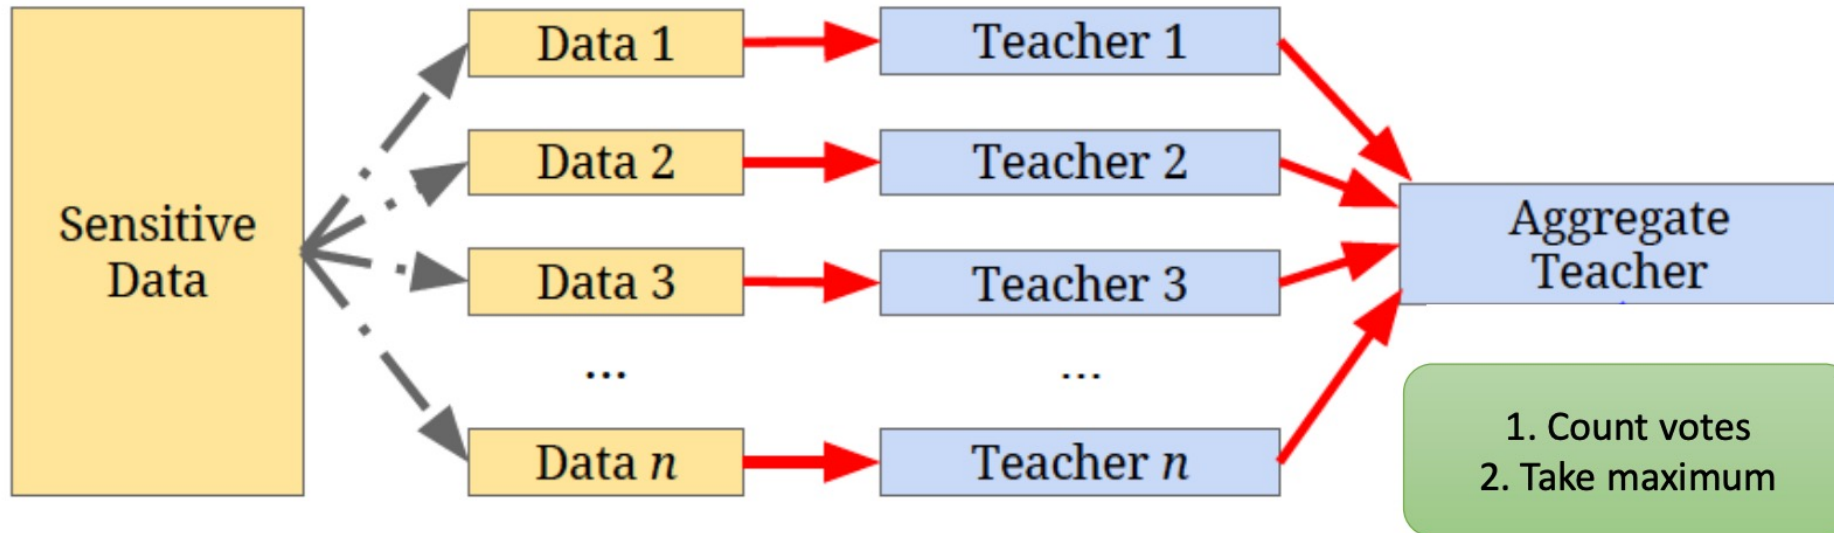 Sensitive
Data
Data 1
Teacher 1
Data 2
Teacher 2
Data 3
Teacher 3
...
...
Data n
Teacher n
Aggregate
Teacher
1. Count votes
2. Take maximum